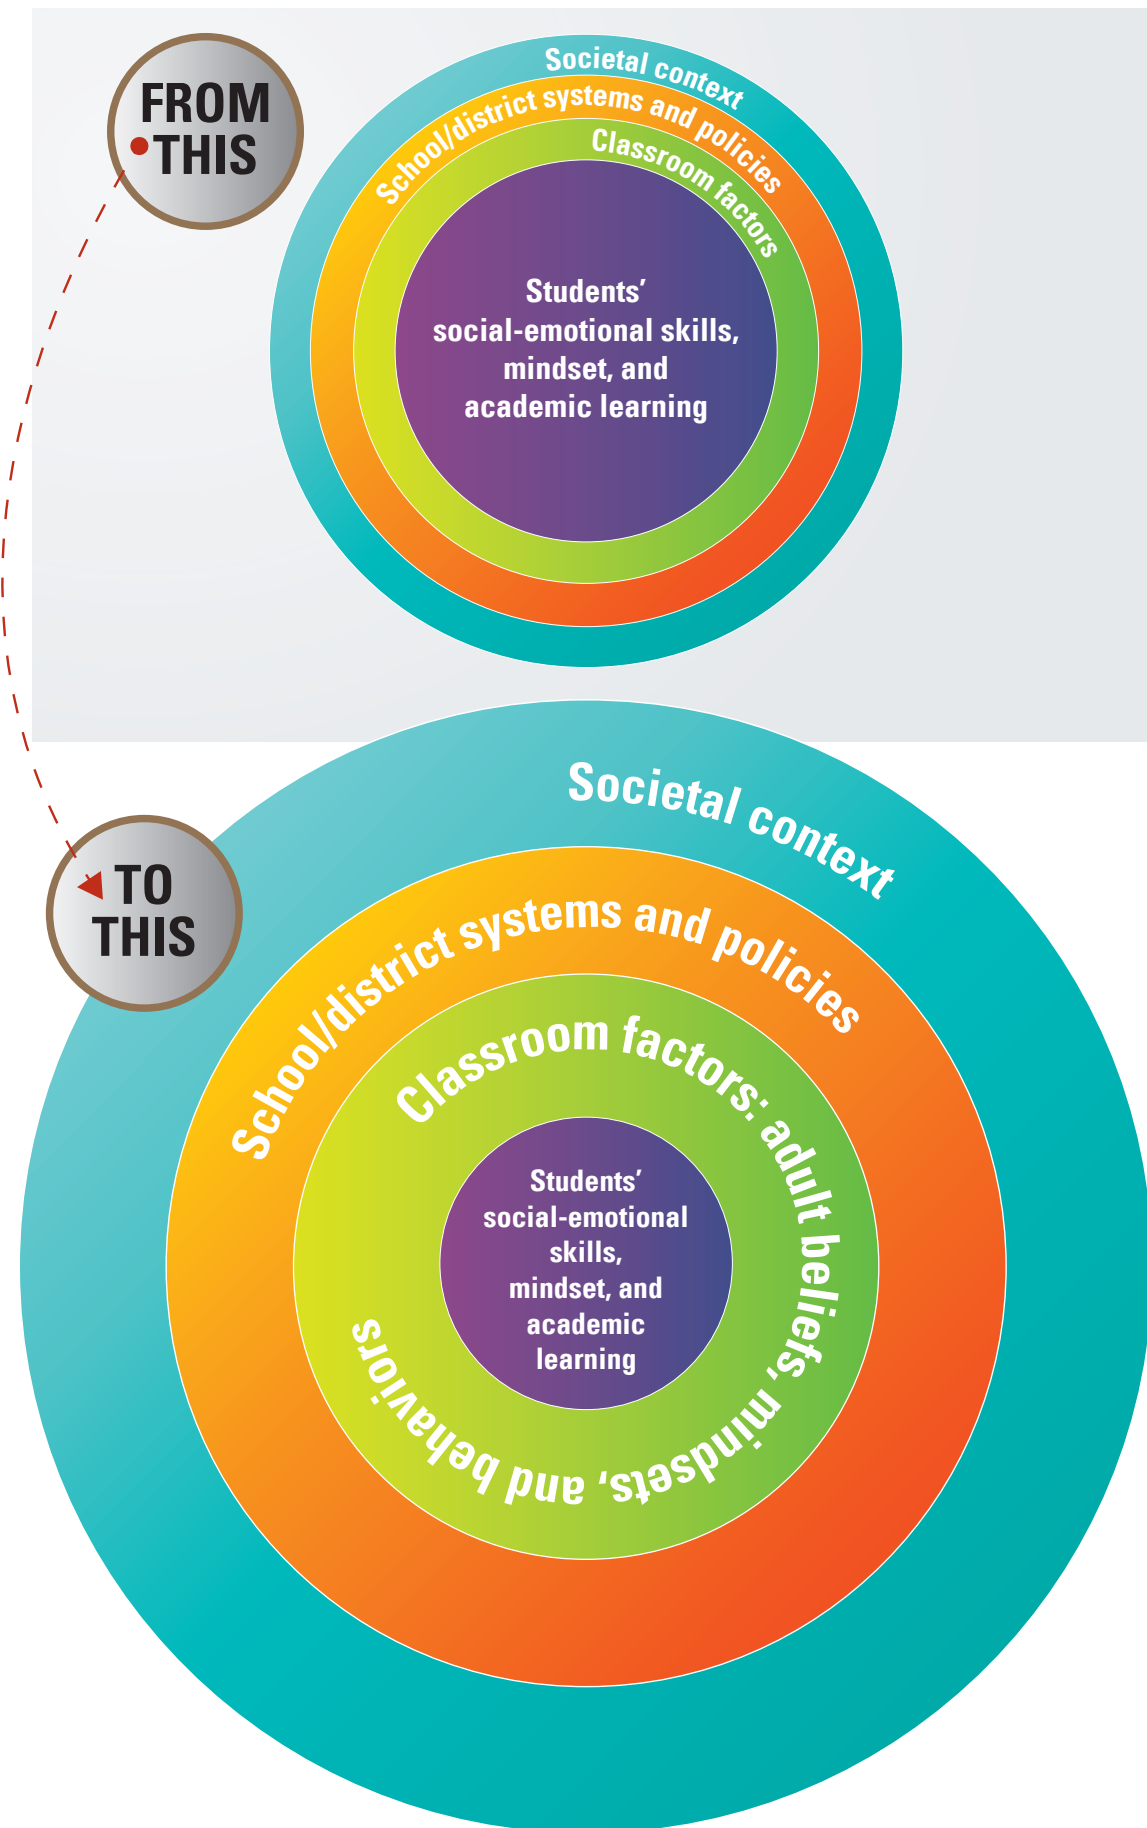 FROM
THIS
Societal context
School/district systems and policies
Classroom factors
Students’
social-emotional skills,
mindset, and
academic learning
TO
THIS
Societal context
School/district systems and policies
Classroom factors: adult beliefs, mindsets, and behaviors
Students’
social-emotional
skills,
mindset, and
academic
learning